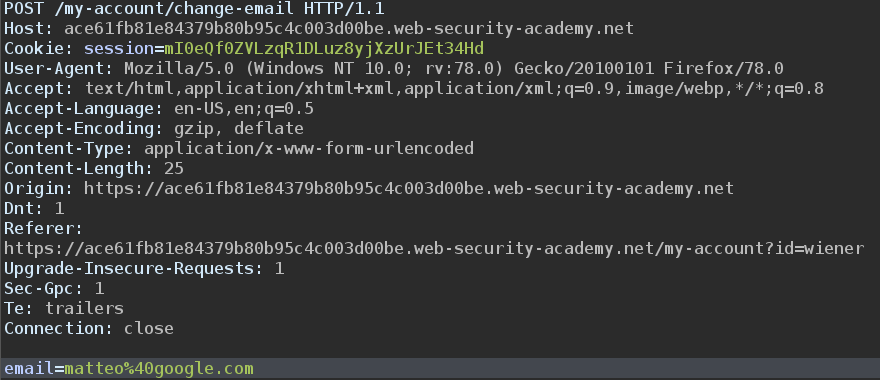 POST /my-account/change-email HTTP/1.1
Host: ace61fb81e84379b80b95c4c003d00be.web-security-academy.net
Cookie: session=mI0eQf0ZVLzqR1DLuz8yjXzUrJEt34Hd
User-Agent: Mozilla/5.0 (Windows NT 10.0; rv:78.0) Gecko/20100101 Firefox/78.0
Accept: text/html,application/xhtml+xml,application/xml;q=0.9,image/webp,*/*;q=0.8
Accept-Language: en-US,en;q=0.5
Accept-Encoding: gzip, deflate
Content-Type: application/x-www-form-urlencoded
Content-Length: 25
Origin: https://ace61fb81e84379b80b95c4c003d00be.web-security-academy.net
Dnt: 1
Referer:
https://ace61fb81e84379b80b95c4c003d00be.web-security-academy.net/my-account?id=wiener
Upgrade-Insecure-Requests: 1
Sec-Gpc: 1
Te: trailers
Connection: close
email=matteo%40google.com